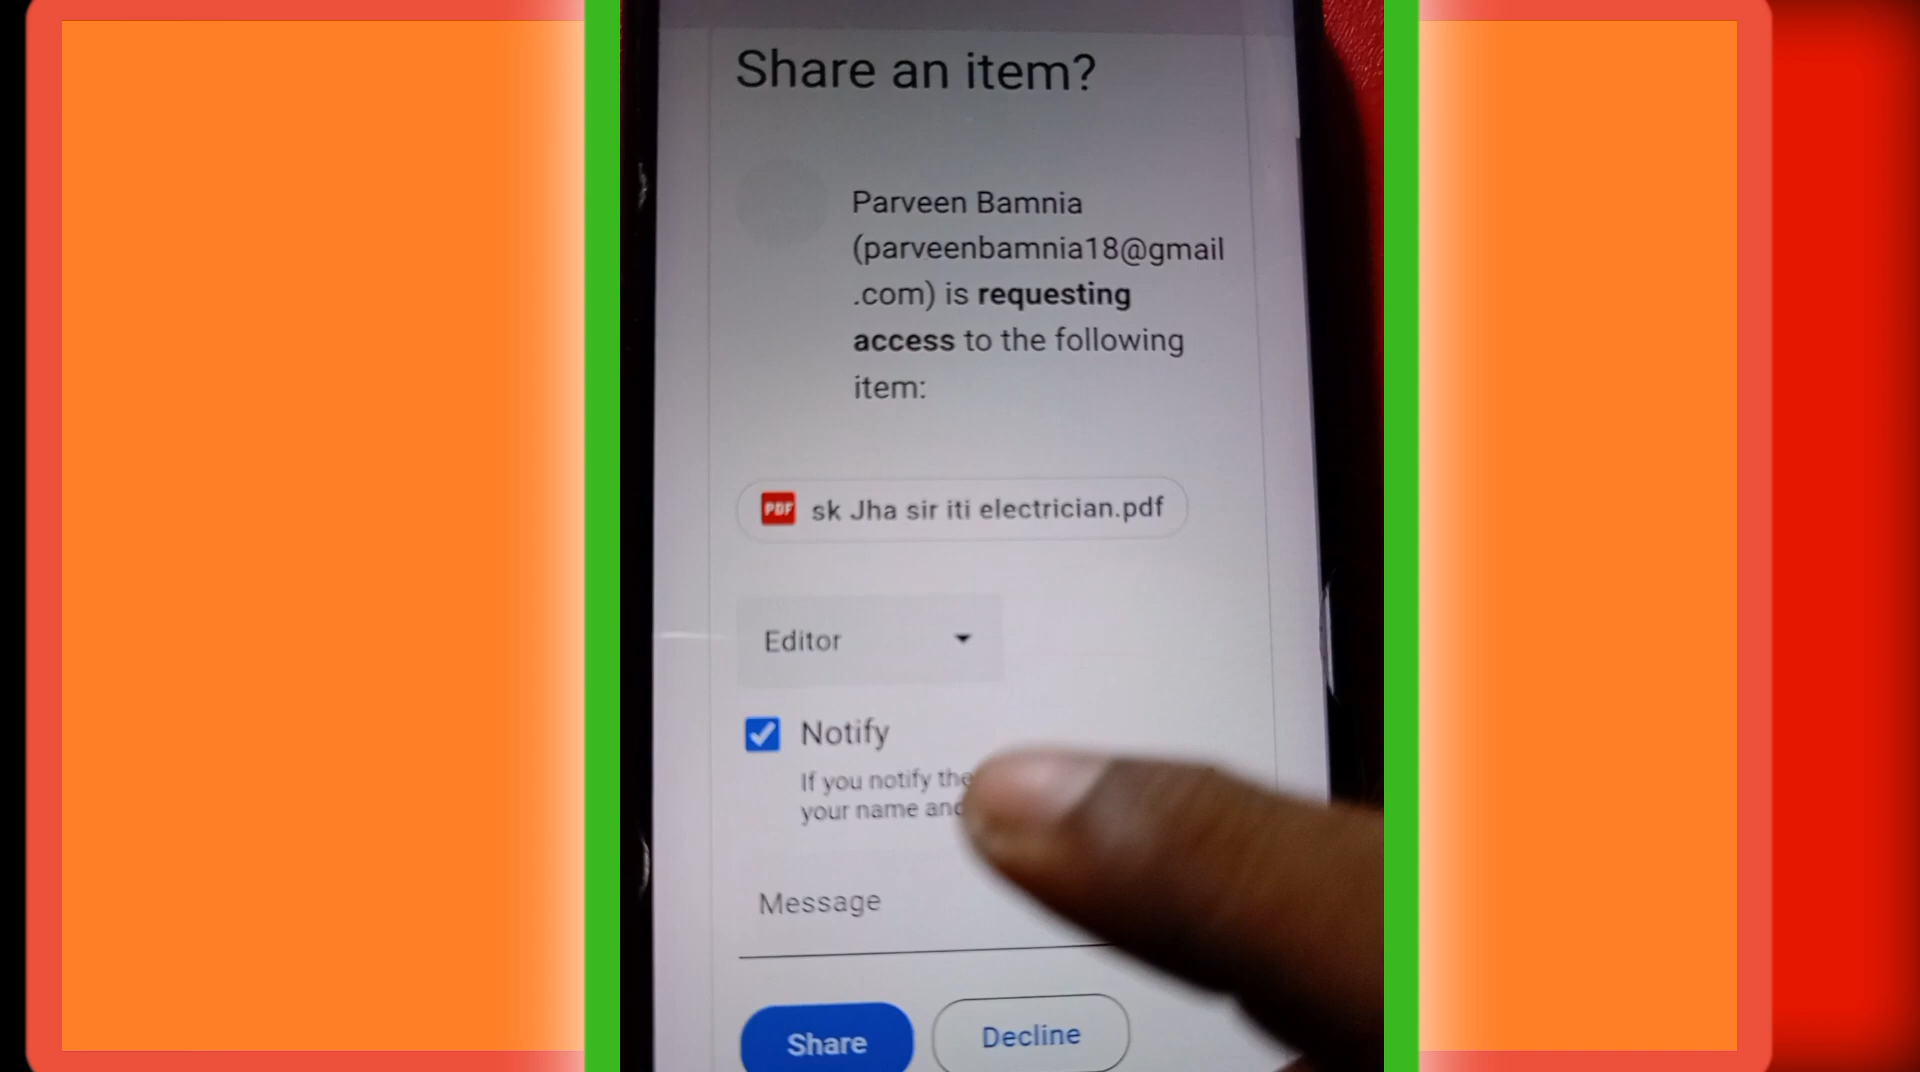 Share an item?
Parveen Bamnia
(parveenbamnia18@gmail
.com) is requesting
access to the following
item:
PDF sk Jha sir iti electrician.pdf
Editor
Notify
If you notify the
your name and
Message
Share Decline